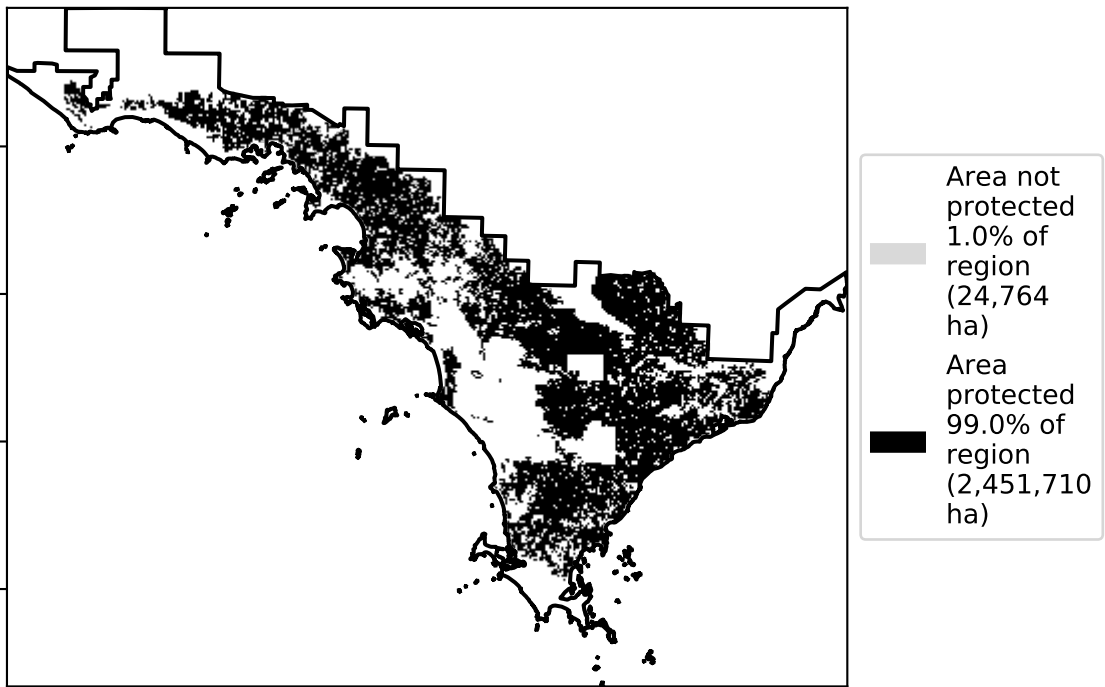 Area not
protected
1.0% of
region
(24,764
ha)
Area
protected
99.0% of
region
(2,451,710
ha)